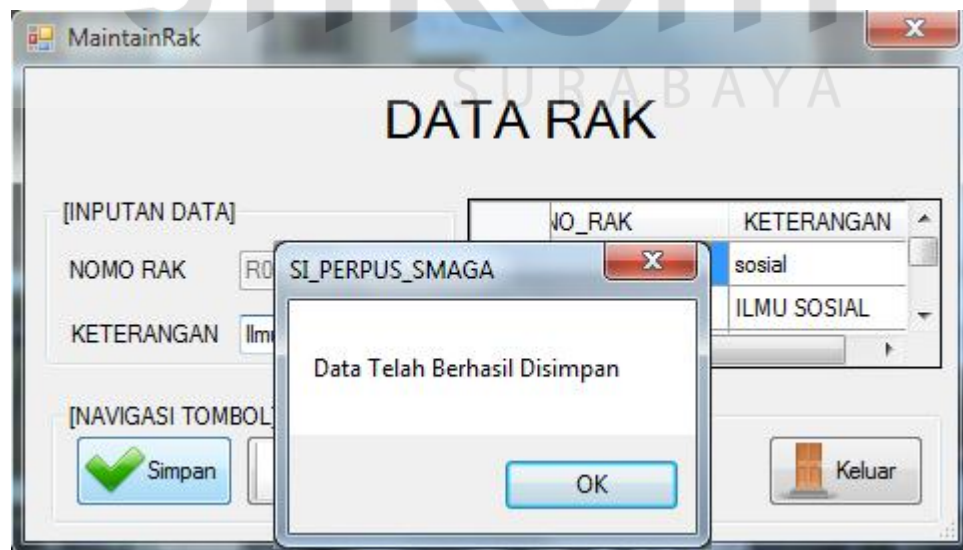 MaintainRak
SURABAYA
DATA RAK
[INPUTAN DATA]
NOMO RAK
KETERANGAN
NO_RAK KETERANGAN
sosial
ILMU SOSIAL
SI_PERPUS_SMAGA
Data Telah Berhasil Disimpan
OK
[NAVIGASI TOMBOL]
Simpan
Keluar